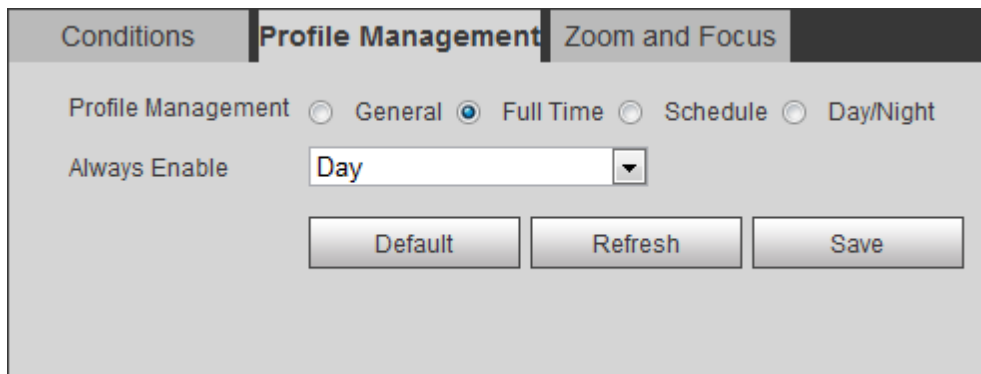 Conditions Profile Management Zoom and Focus
Profile Management General Full Time Schedule Day/Night
Always Enable Day
Default Refresh Save